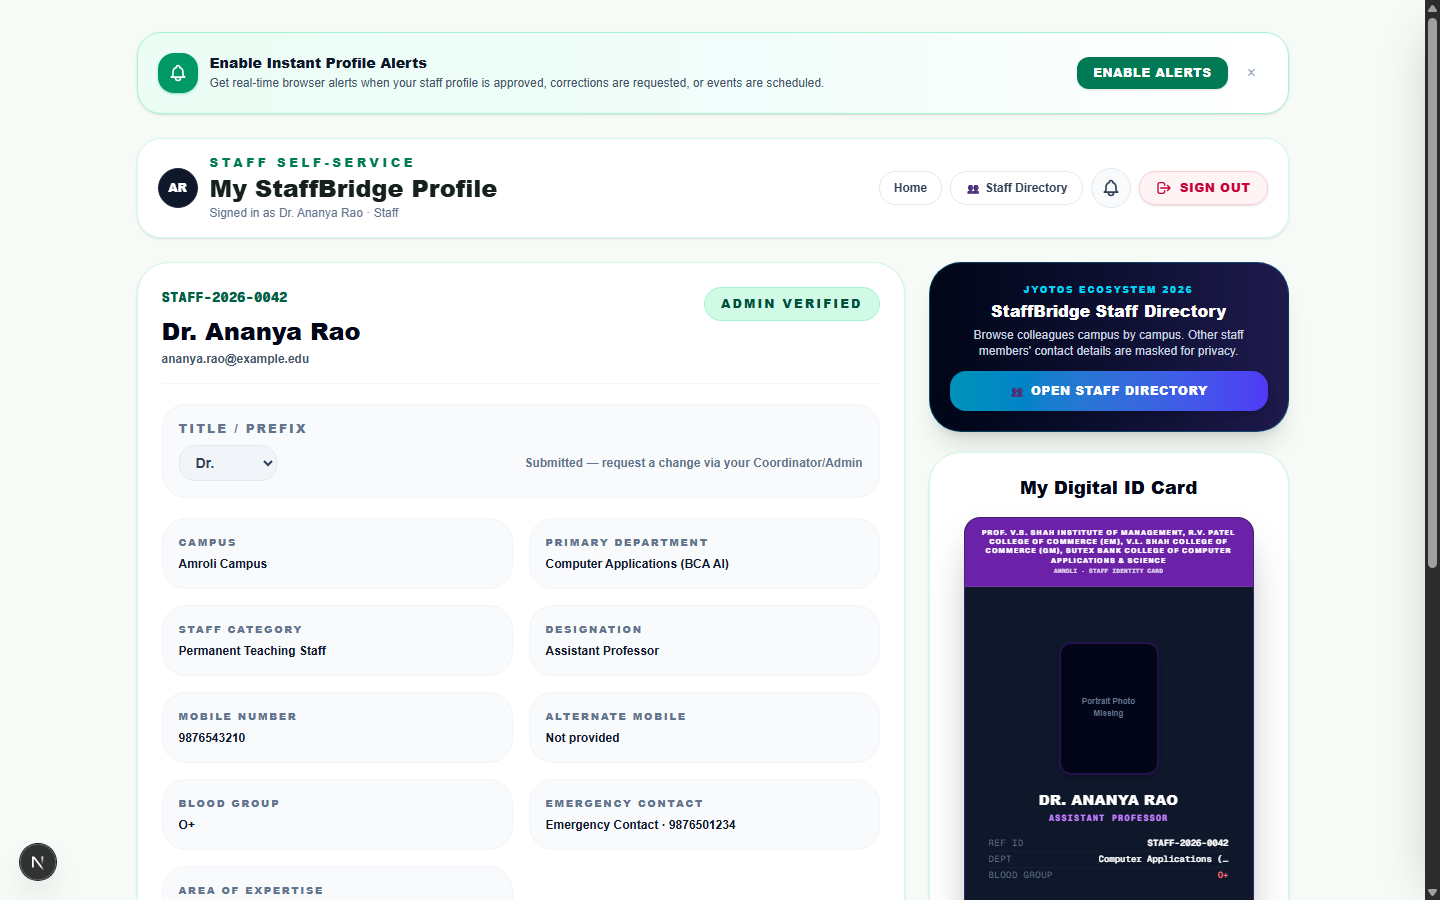 Enable Instant Profile Alerts
Get real-time browser alerts when your staff profile is approved, corrections are requested, or events are scheduled.
ENABLE ALERTS
×
AR
STAFF SELF-SERVICE
My StaffBridge Profile
Signed in as Dr. Ananya Rao · Staff
Home
Staff Directory
SIGN OUT
STAFF-2026-0042
ADMIN VERIFIED
Dr. Ananya Rao
ananya.rao@example.edu
TITLE / PREFIX
Dr.
Submitted — request a change via your Coordinator/Admin
CAMPUS
Amroli Campus
PRIMARY DEPARTMENT
Computer Applications (BCA AI)
STAFF CATEGORY
Permanent Teaching Staff
DESIGNATION
Assistant Professor
MOBILE NUMBER
9876543210
ALTERNATE MOBILE
Not provided
BLOOD GROUP
O+
EMERGENCY CONTACT
Emergency Contact · 9876501234
AREA OF EXPERTISE
JYOTOS ECOSYSTEM 2026
StaffBridge Staff Directory
Browse colleagues campus by campus. Other staff
members' contact details are masked for privacy.
OPEN STAFF DIRECTORY
My Digital ID Card
PROF. V.B. SHAH INSTITUTE OF MANAGEMENT, R.V. PATEL
COLLEGE OF COMMERCE (EM), V.L. SHAH COLLEGE OF
COMMERCE (GM), SUTEX BANK COLLEGE OF COMPUTER
APPLICATIONS & SCIENCE
AMROLI - STAFF IDENTITY CARD
Portrait Photo
Missing
DR. ANANYA RAO
ASSISTANT PROFESSOR
REF ID STAFF-2026-0042
DEPT Computer Applications (…
BLOOD GROUP O+
N